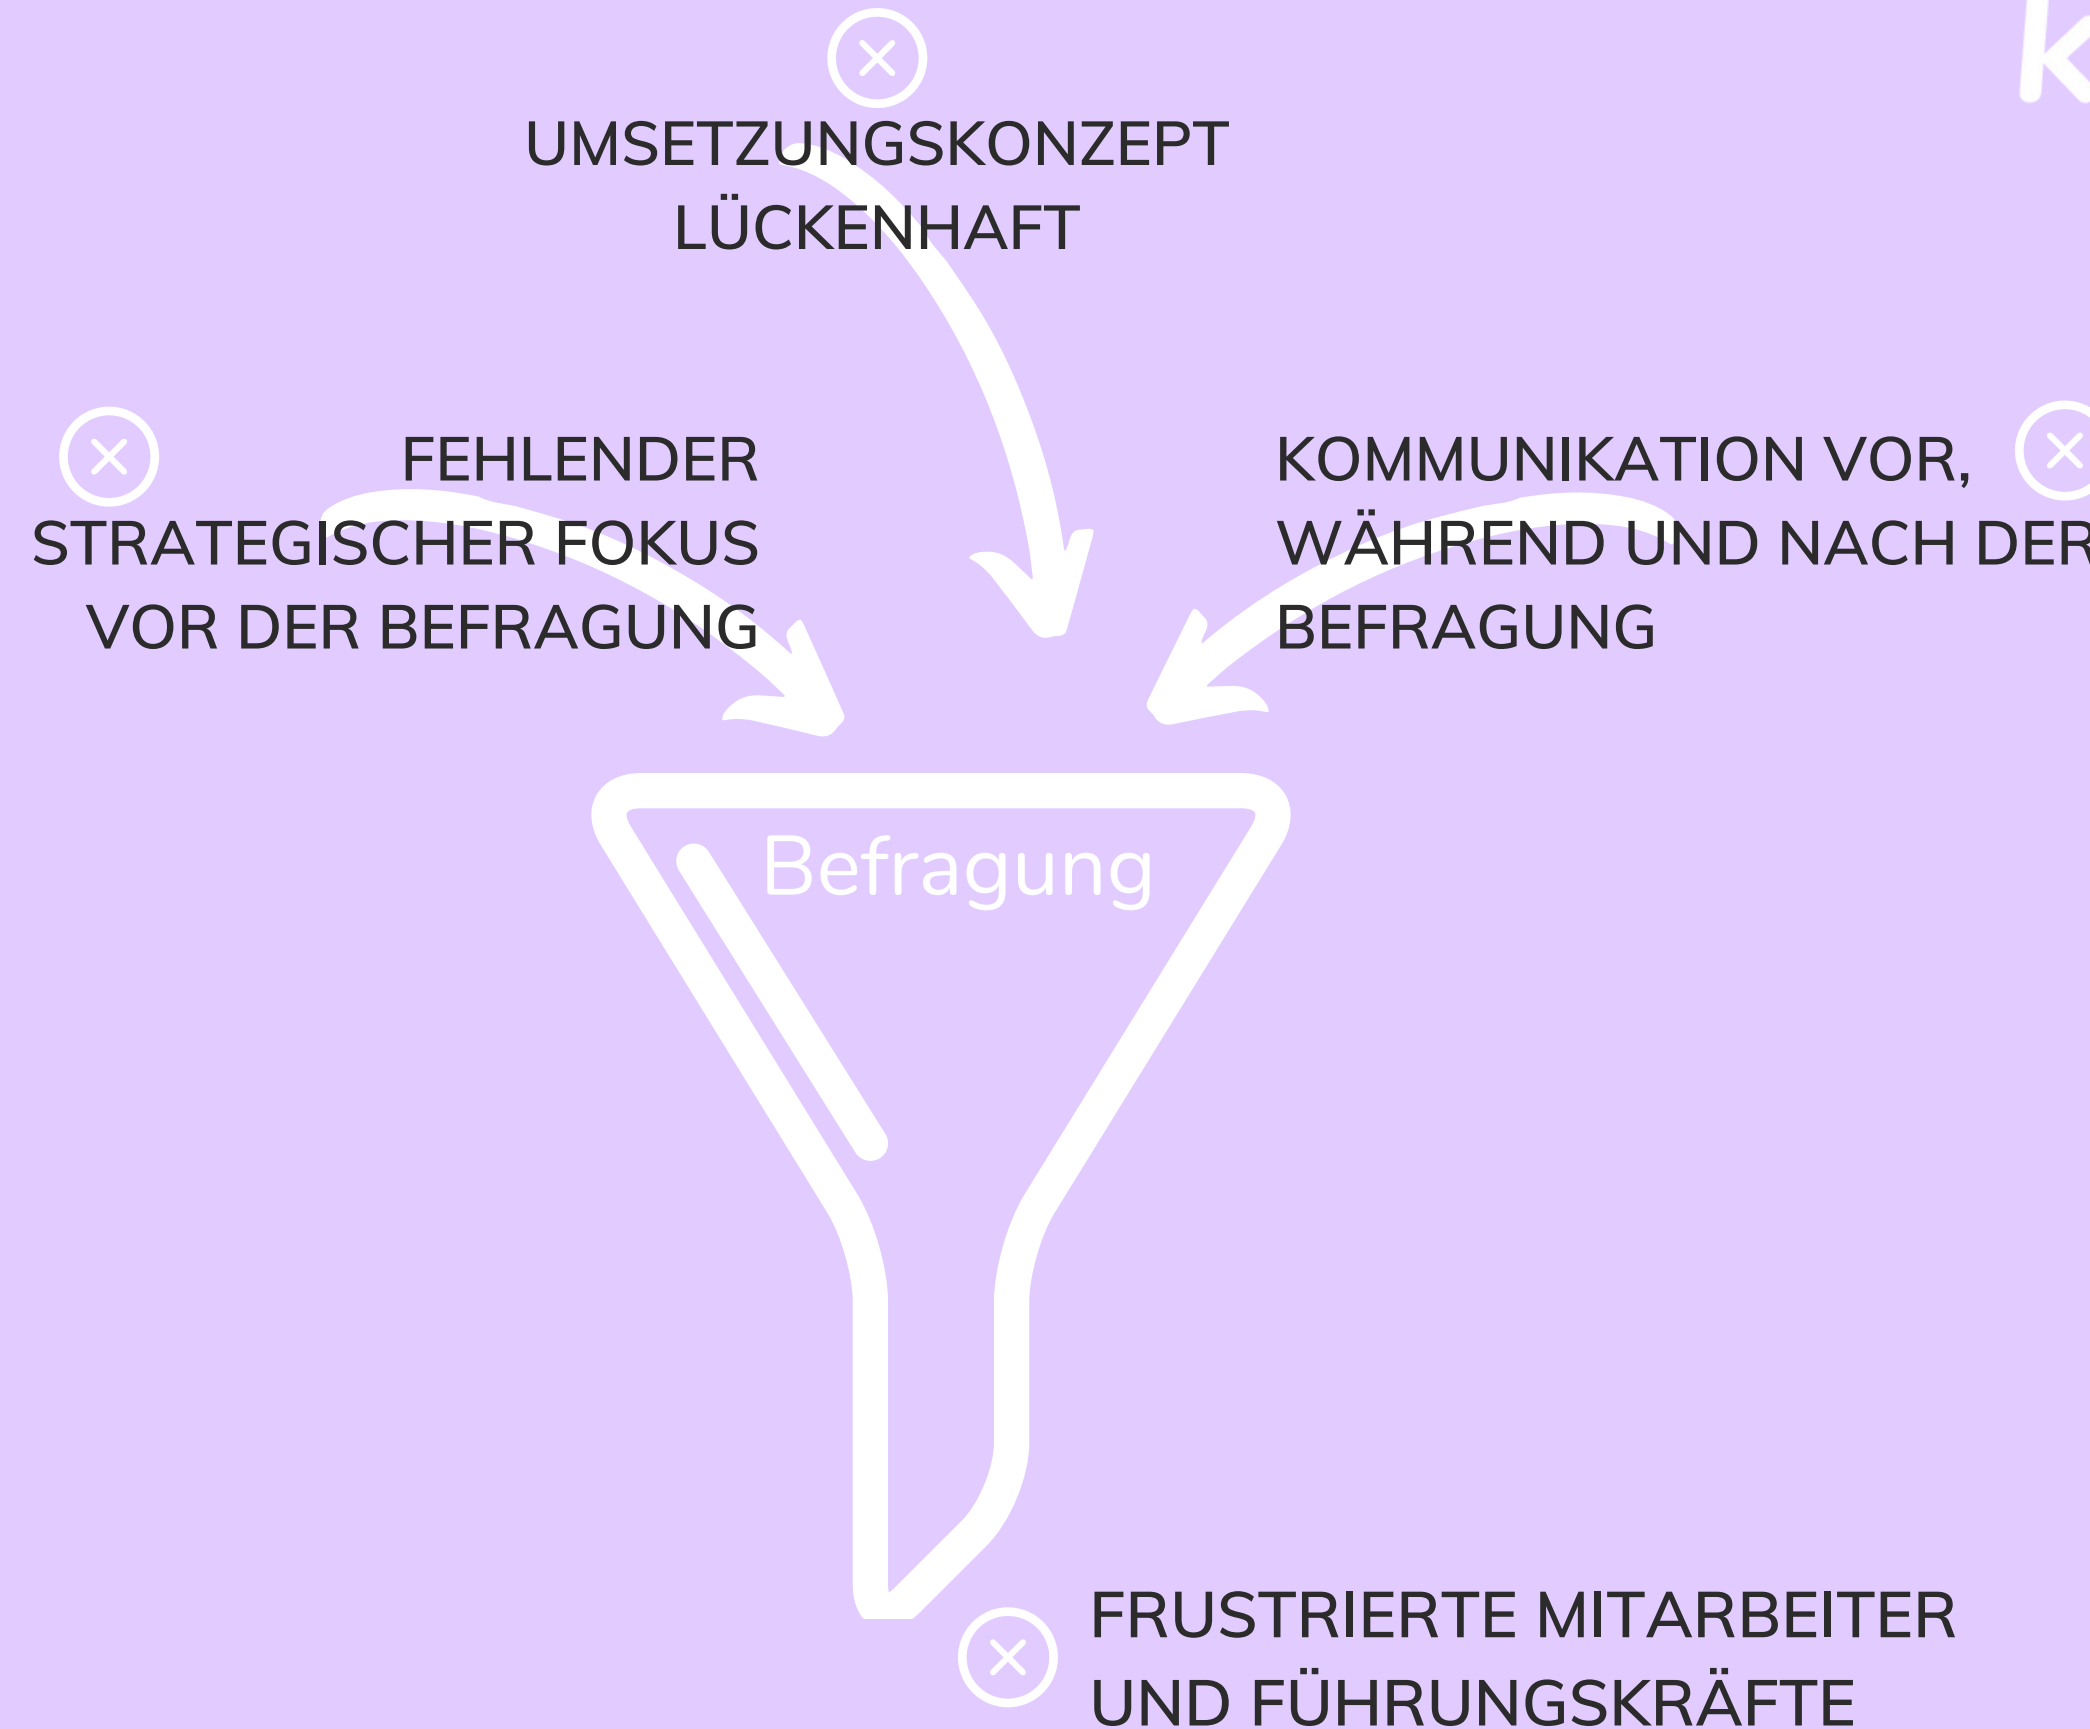 UMSETZUNGSKONZEPT
LÜCKENHAFT
FEHLENDER
STRATEGISCHER FOKUS
VOR DER BEFRAGUNG
KOMMUNIKATION VOR,
WÄHREND UND NACH DER
BEFRAGUNG
Befragung
FRUSTRIERTE MITARBEITER
UND FÜHRUNGSKRÄFTE